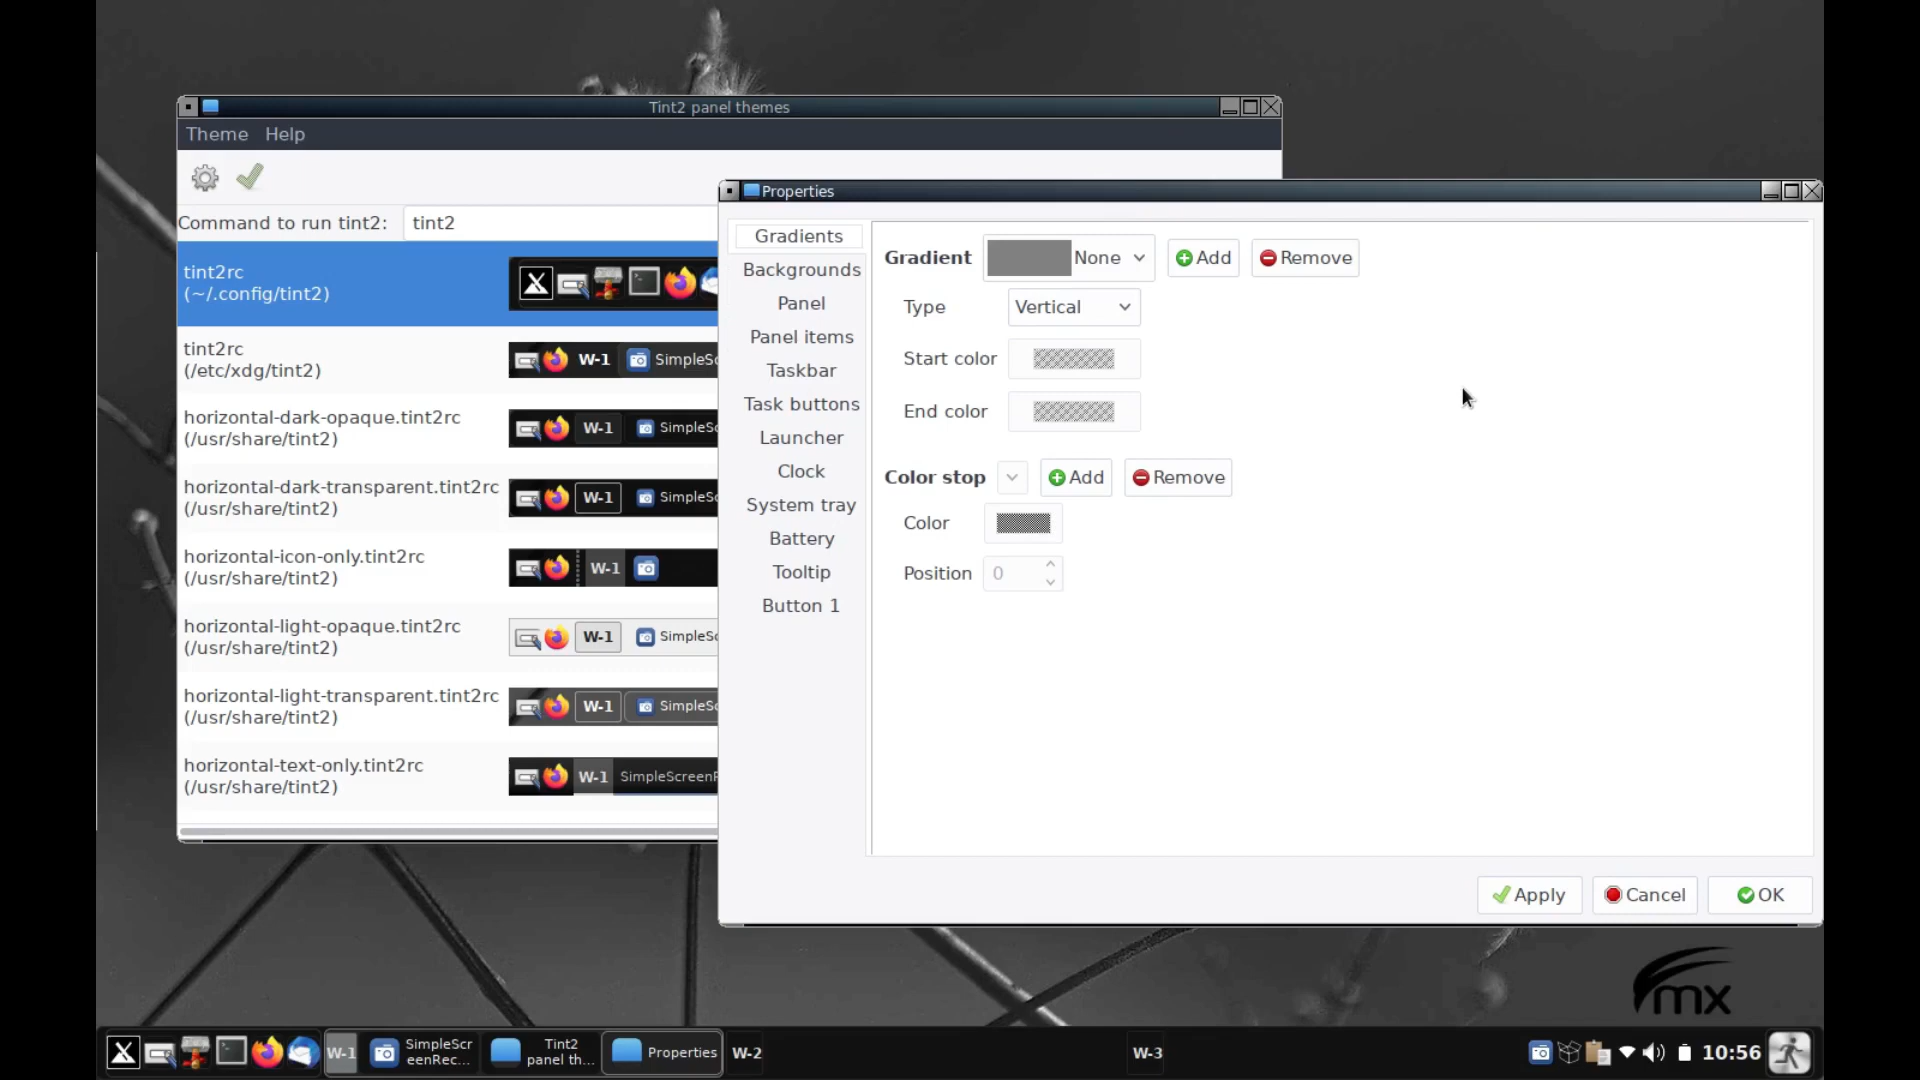 Tint2 panel themes
Theme Help
Command to run tint2: tint2
tint2rc
(~/.config/tint2)
tint2rc
(/etc/xdg/tint2)
W-1 SimpleSc
horizontal-dark-opaque.tint2rc
(/usr/share/tint2)
W-1 SimpleSc
horizontal-dark-transparent.tint2rc
(/usr/share/tint2)
W-1 SimpleSc
horizontal-icon-only.tint2rc
(/usr/share/tint2)
W-1
horizontal-light-opaque.tint2rc
(/usr/share/tint2)
W-1 SimpleSc
horizontal-light-transparent.tint2rc
(/usr/share/tint2)
W-1 SimpleSc
horizontal-text-only.tint2rc
(/usr/share/tint2)
W-1 SimpleScreenR
Properties
Gradients
Backgrounds
Panel
Panel items
Taskbar
Task buttons
Launcher
Clock
System tray
Battery
Tooltip
Button 1
Gradient None Add Remove
Type Vertical
Start color
End color
Color stop Add Remove
Color
Position 0
Apply Cancel OK
mx
W-1
SimpleScr
eenRec...
Tint2
panel th...
Properties
W-2
W-3
10:56